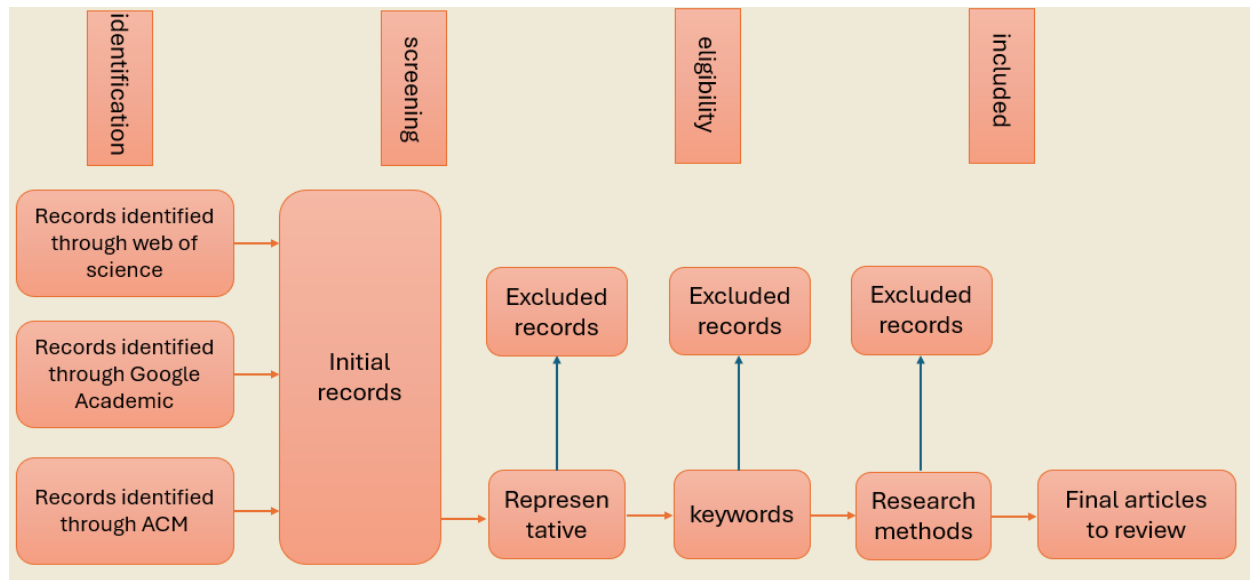 identification
screening
eligibility
included
Records identified
through web of
science
Records identified
through Google
Academic
Records identified
through ACM
Initial
records
Excluded
records
Excluded
records
Excluded
records
Represen
tative
keywords
Research
methods
Final articles
to review